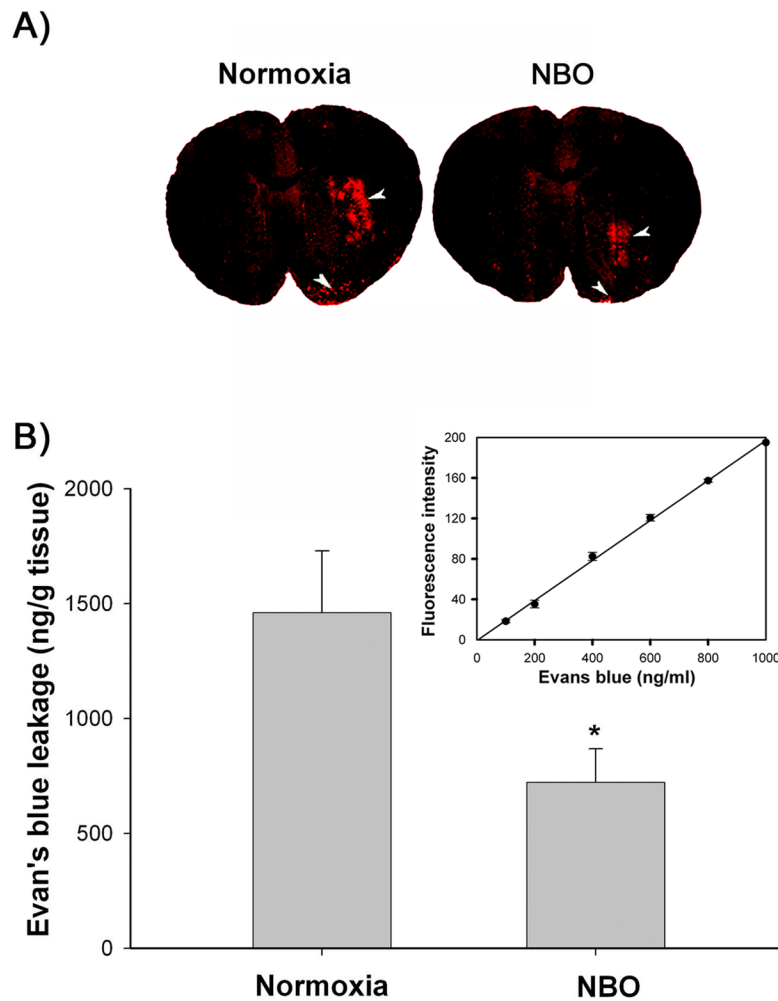 A)
Normoxia NBO
B)
Evan's blue leakage (ng/g tissue)
2000
1500
1000
500
0
Fluorescence intensity
200
160
120
80
40
0
0 200 400 600 800 1000
Evans blue (ng/ml)
*
Normoxia NBO